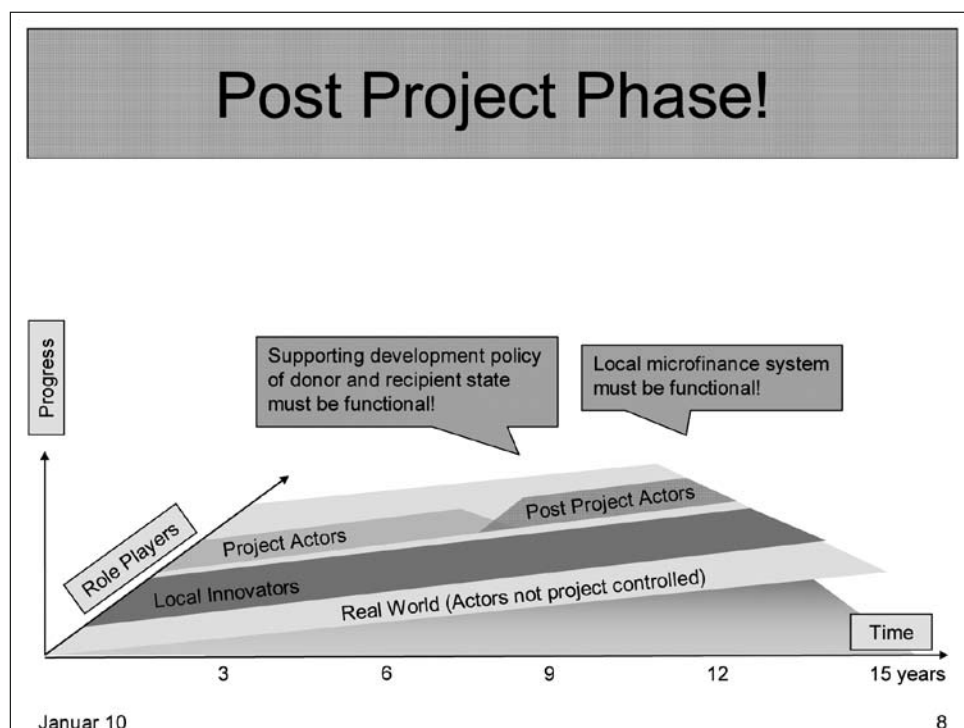 Post Project Phase!
Progress
Supporting development policy
of donor and recipient state
must be functional!
Local microfinance system
must be functional!
Role Players
Project Actors
Post Project Actors
Local Innovators
Real World (Actors not project controlled)
Time
3 6 9 12 15 years
Januar 10 8